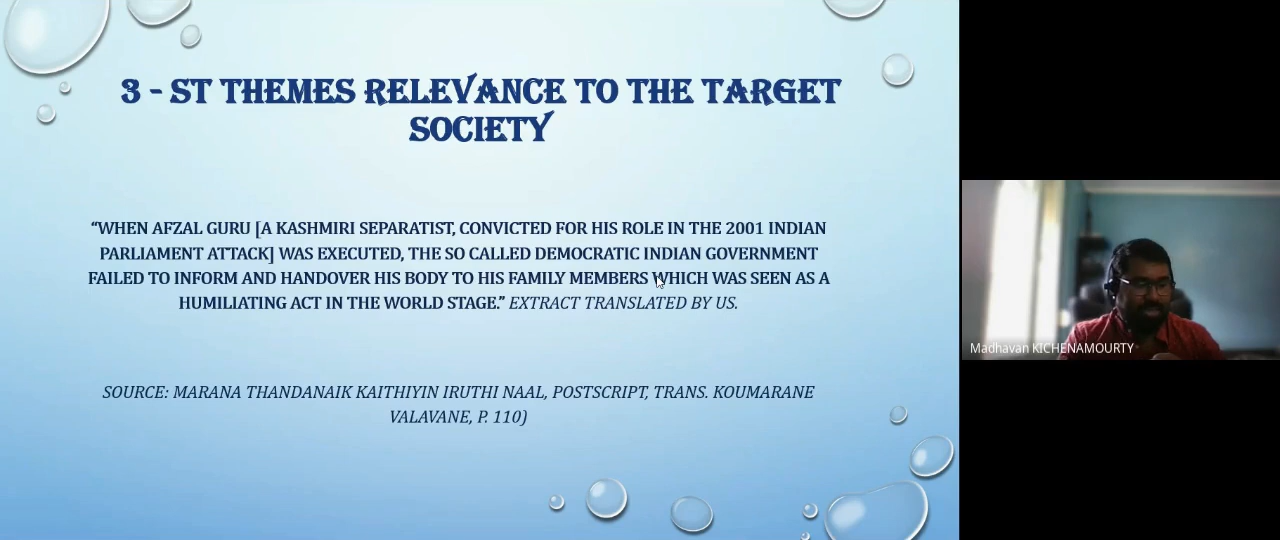 3 - ST THEMES RELEVANCE TO THE TARGET
SOCIETY
“WHEN AFZAL GURU [A KASHMIRI SEPARATIST, CONVICTED FOR HIS ROLE IN THE 2001 INDIAN
PARLIAMENT ATTACK] WAS EXECUTED, THE SO CALLED DEMOCRATIC INDIAN GOVERNMENT
FAILED TO INFORM AND HANDOVER HIS BODY TO HIS FAMILY MEMBERS WHICH WAS SEEN AS A
HUMILIATING ACT IN THE WORLD STAGE.” EXTRACT TRANSLATED BY US.
SOURCE: MARANA THANDANAIK KAITHIYIN IRUTHI NAAL, POSTSCRIPT, TRANS. KOUMARANE
VALAVANE, P. 110)
Madhavan KICHENAMOURTY